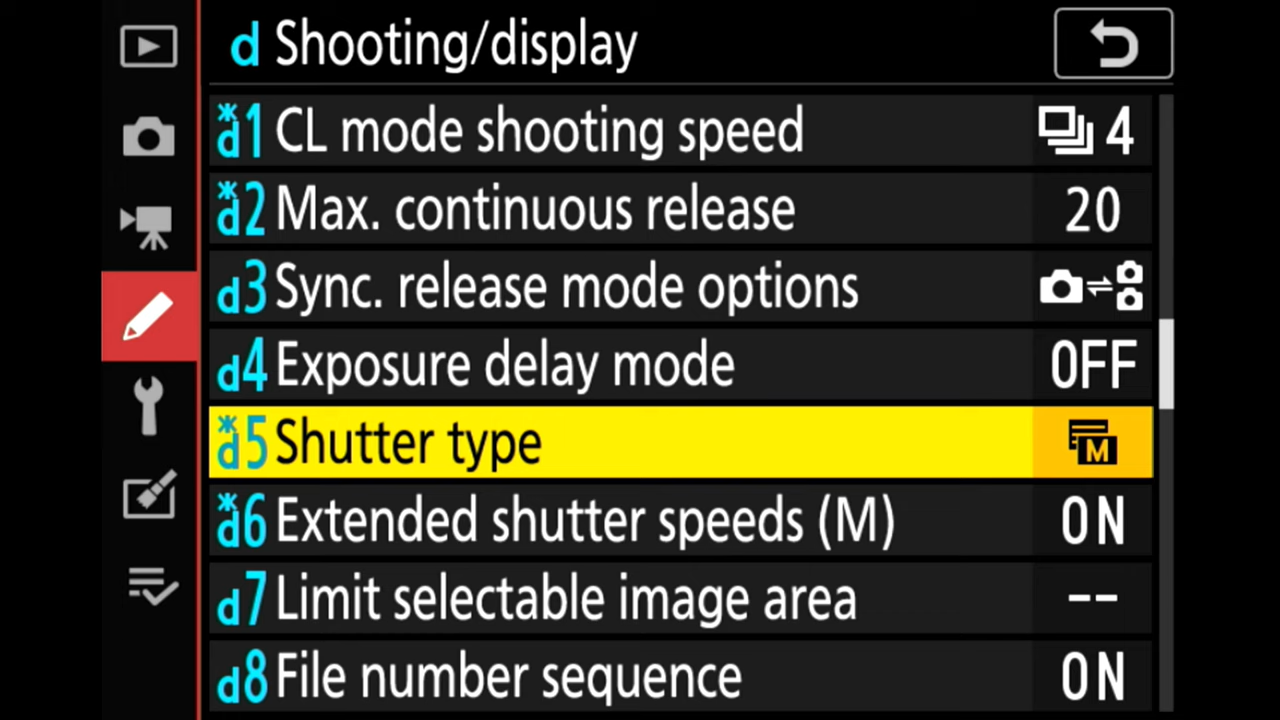 d Shooting/display
*d1 CL mode shooting speed 4
*d2 Max. continuous release 20
d3 Sync. release mode options
d4 Exposure delay mode OFF
*d5 Shutter type M
*d6 Extended shutter speeds (M) ON
d7 Limit selectable image area --
d8 File number sequence ON